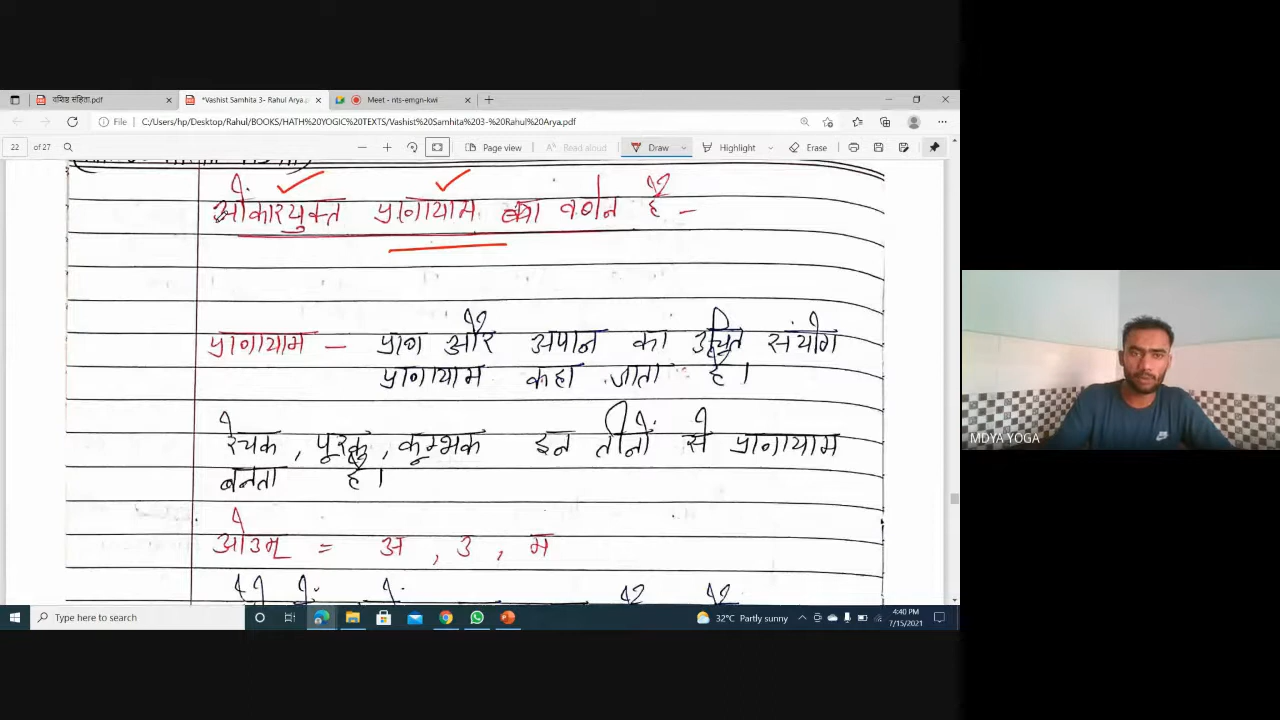 वशिष्ठ संहिता.pdf
*Vashist Samhita 3- Rahul Arya.p
Meet - nts-emgn-kwi
File
C:/Users/hp/Desktop/Rahul/BOOKS/HATH%20YOGIC%20TEXTS/Vashist%20Samhita%203-%20Rahul%20Arya.pdf
22 of 27
Page view
Read aloud
Draw
Highlight
Erase
ओंकारयुक्त प्राणायाम का वर्णन है -
प्राणायाम - प्राण और अपान का उचित संयोग
प्राणायाम कहा जाता है।
रेचक, पूरक, कुम्भक इन तीनों से प्राणायाम
बनता है।
ओउम् = अ, उ, म
MDYA YOGA
Type here to search
32°C Partly sunny
4:40 PM
7/15/2021